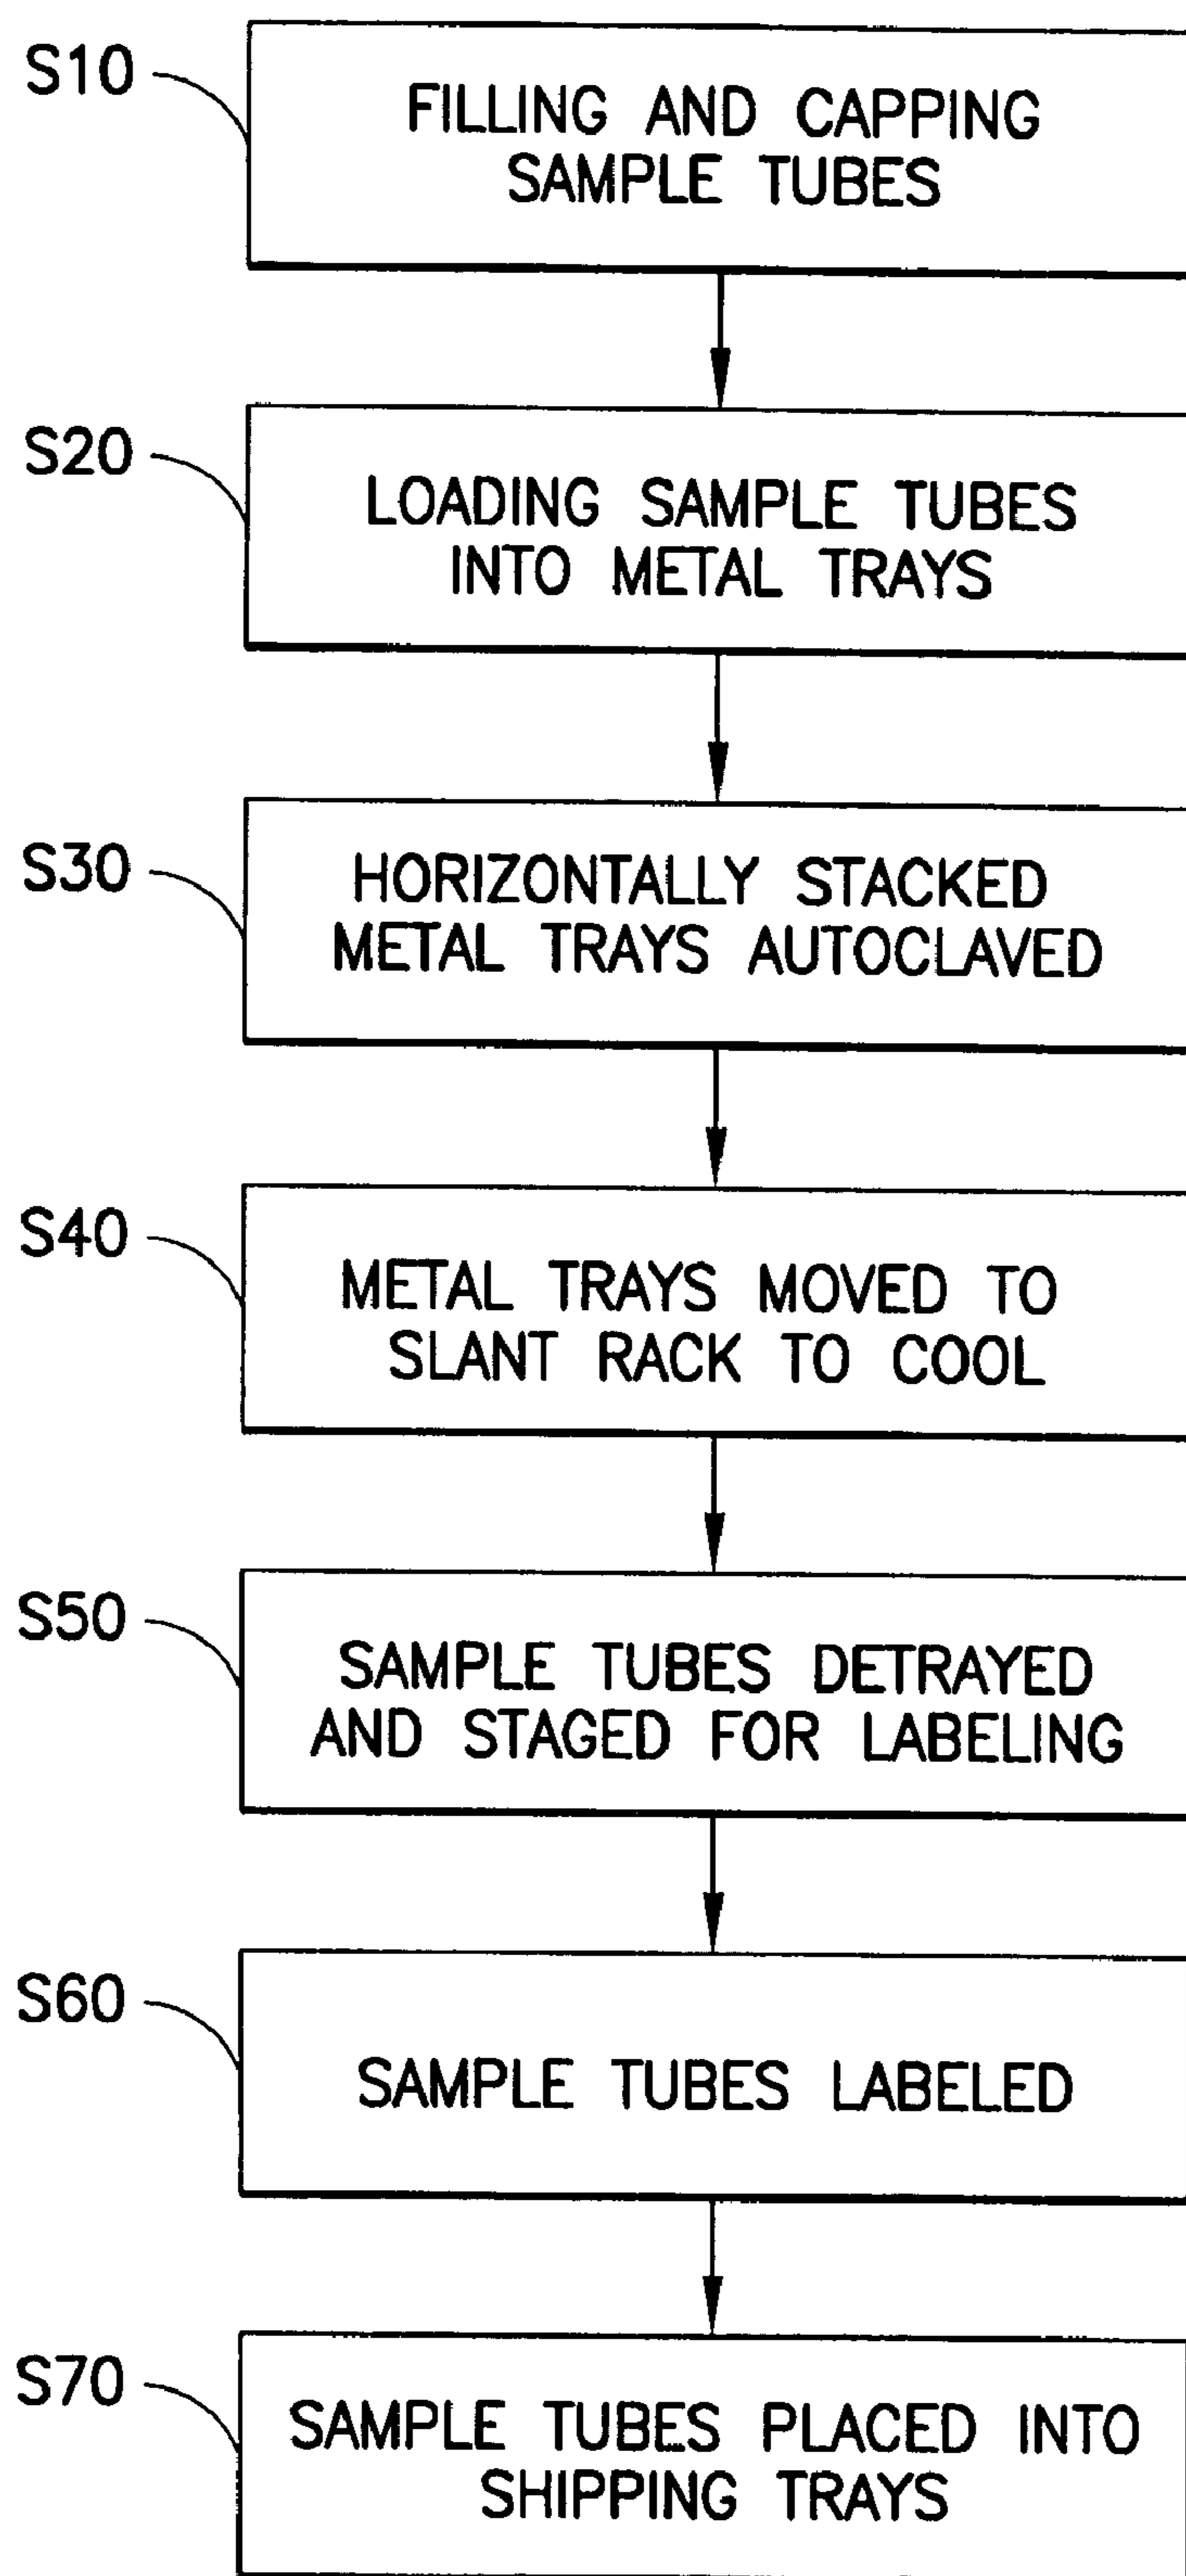 S10
FILLING AND CAPPING
SAMPLE TUBES
S20
LOADING SAMPLE TUBES
INTO METAL TRAYS
S30
HORIZONTALLY STACKED
METAL TRAYS AUTOCLAVED
S40
METAL TRAYS MOVED TO
SLANT RACK TO COOL
S50
SAMPLE TUBES DETRAYED
AND STAGED FOR LABELING
S60
SAMPLE TUBES LABELED
S70
SAMPLE TUBES PLACED INTO
SHIPPING TRAYS